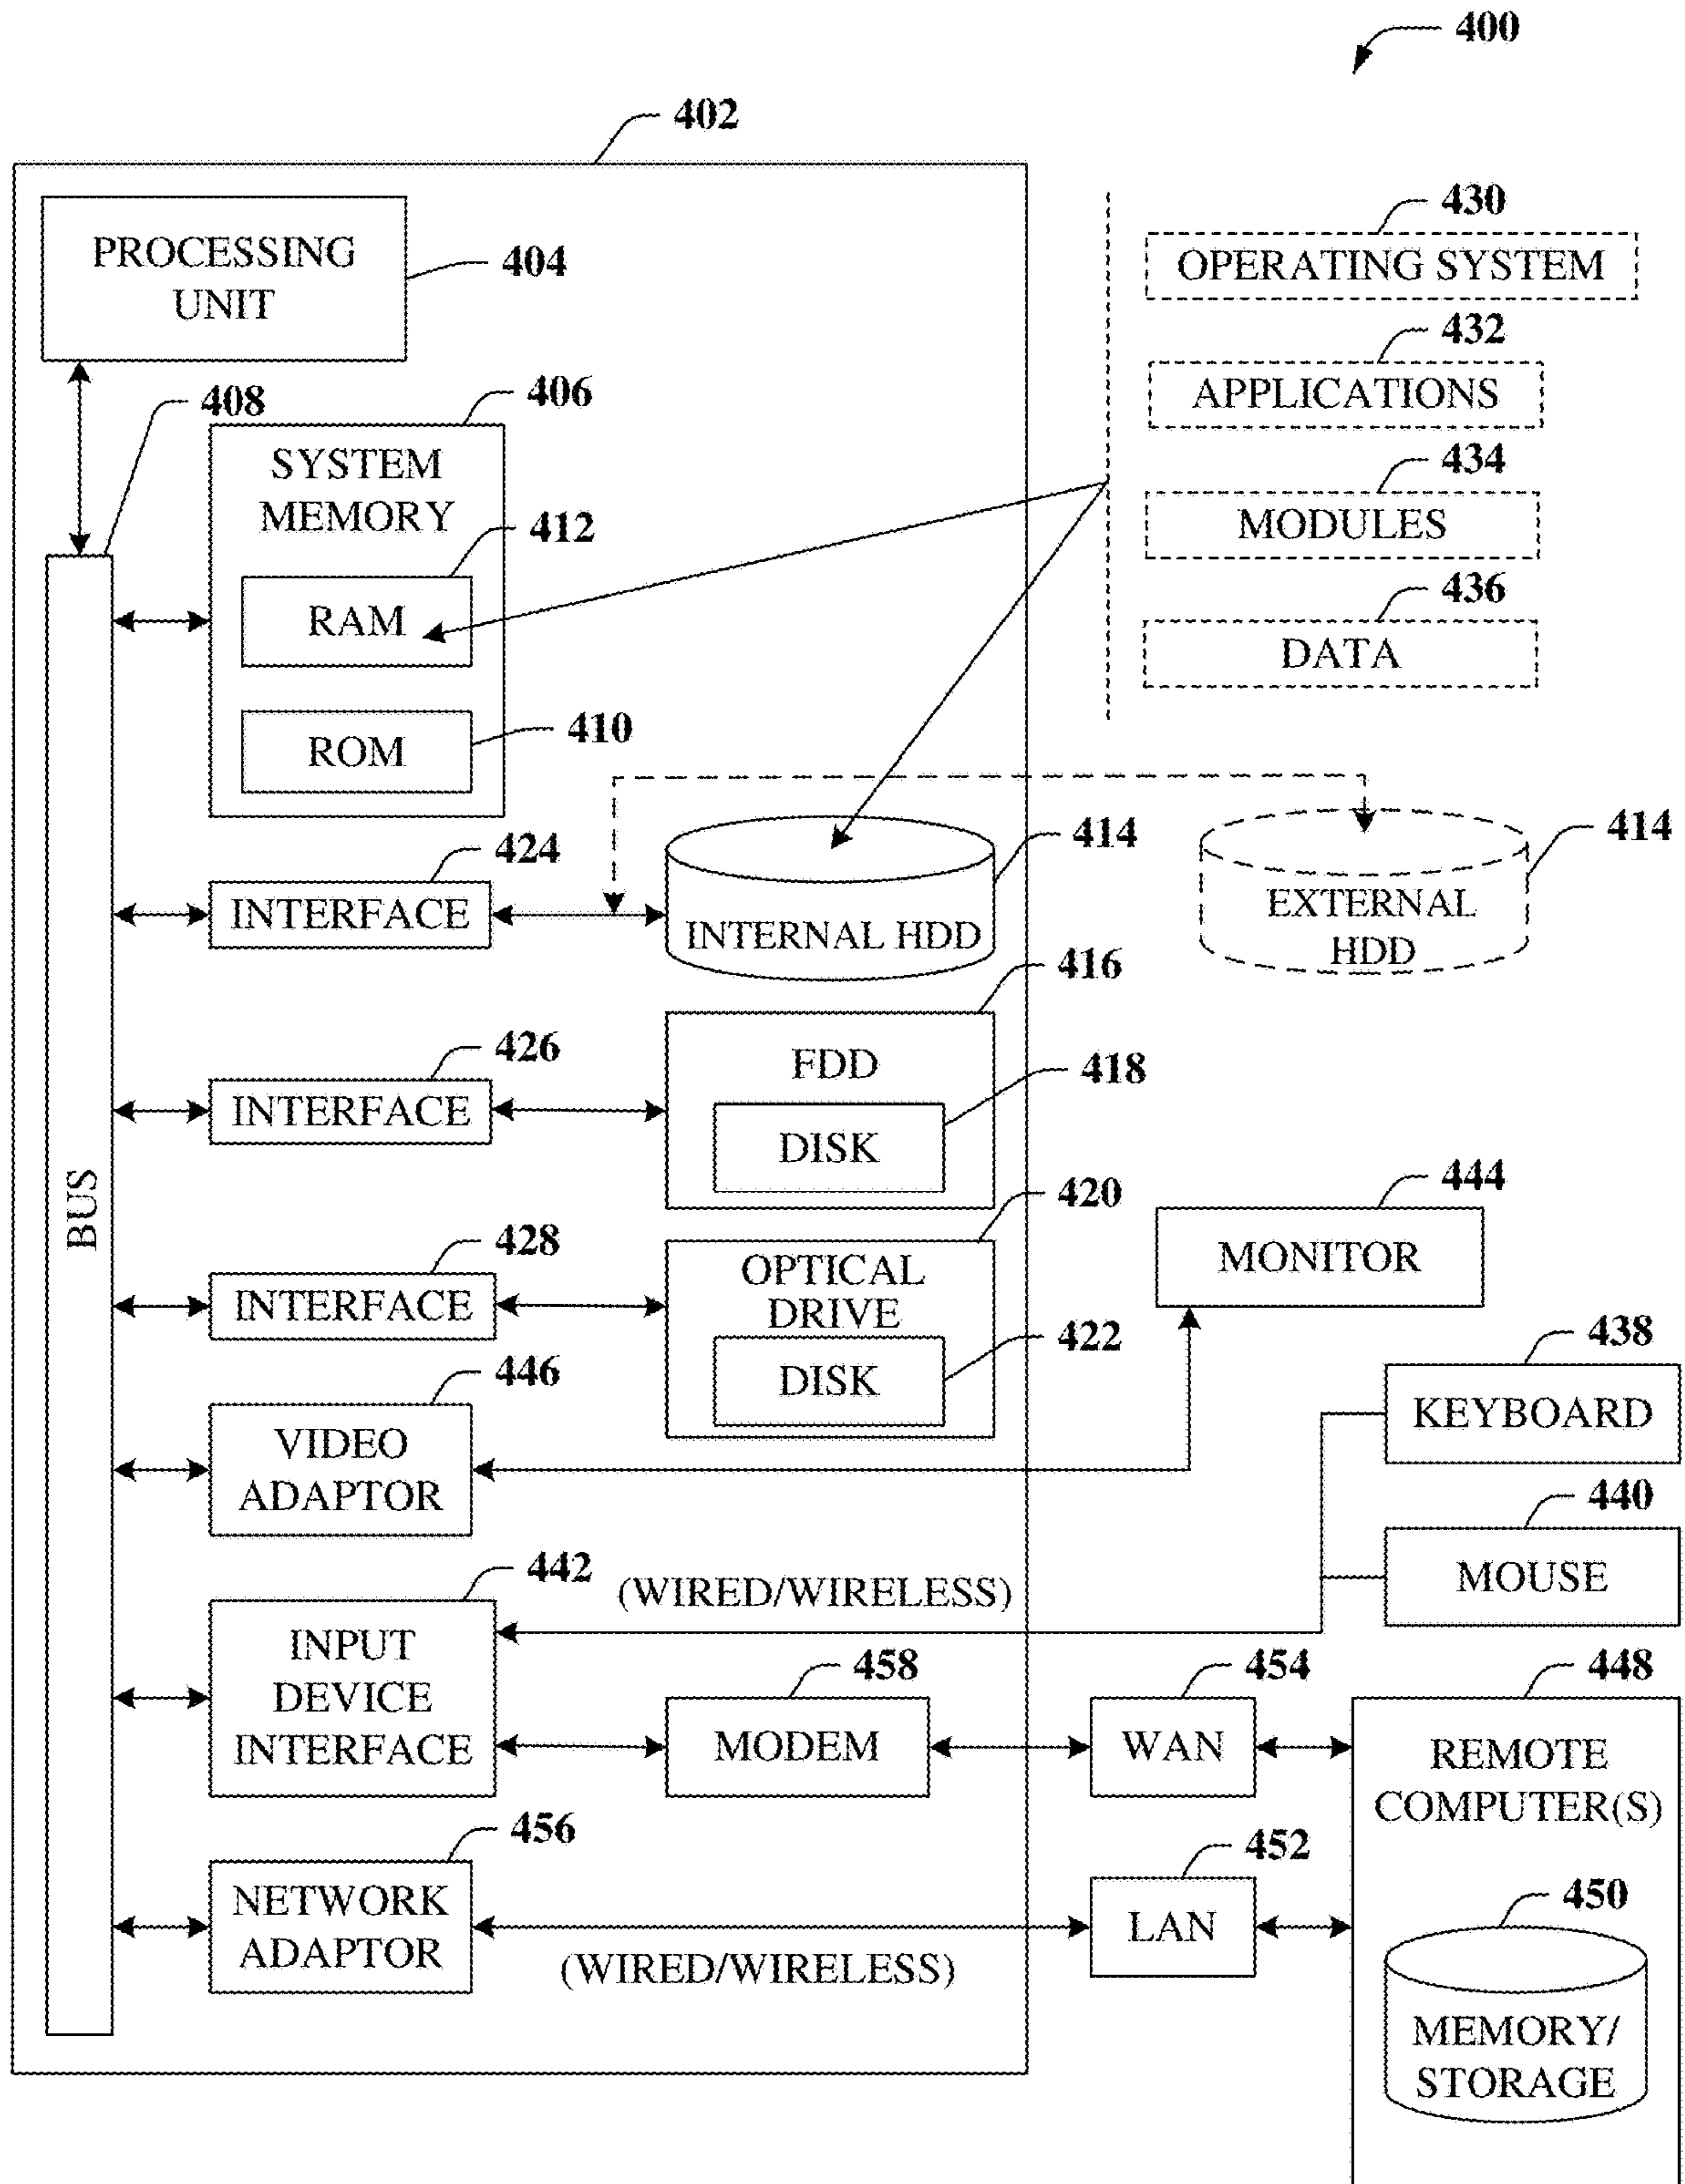 400
402
PROCESSING
UNIT
404
430
OPERATING SYSTEM
432
APPLICATIONS
434
MODULES
436
DATA
408
406
SYSTEM
MEMORY
412
RAM
410
ROM
424
INTERFACE
414
INTERNAL HDD
414
EXTERNAL
HDD
426
INTERFACE
416
FDD
418
DISK
BUS
428
INTERFACE
420
OPTICAL
DRIVE
422
DISK
444
MONITOR
446
VIDEO
ADAPTOR
438
KEYBOARD
440
MOUSE
442
INPUT
DEVICE
INTERFACE
(WIRED/WIRELESS)
458
MODEM
454
WAN
448
REMOTE
COMPUTER(S)
456
NETWORK
ADAPTOR
(WIRED/WIRELESS)
452
LAN
450
MEMORY/
STORAGE